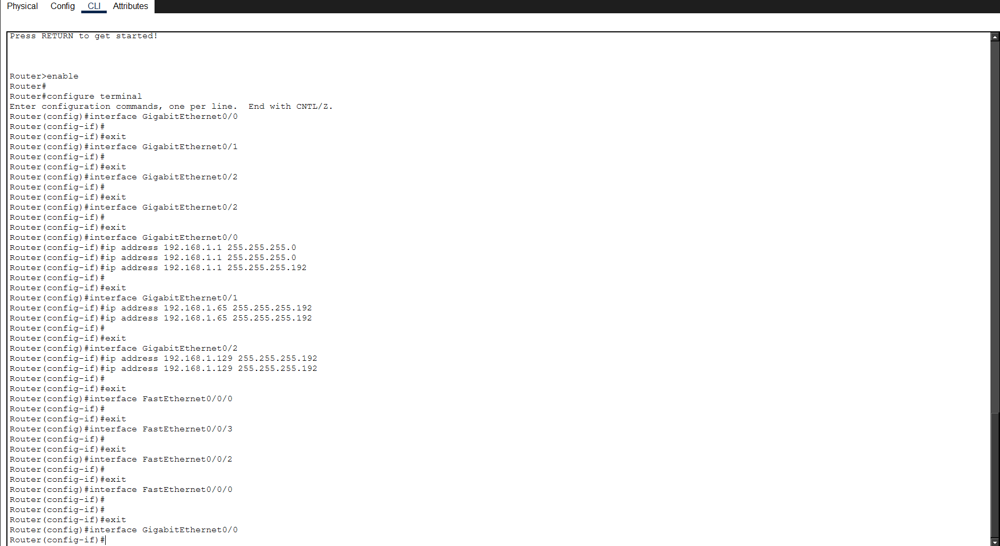 Physical Config CLI Attributes
Press RETURN to get started!
Router>enable
Router#
Router#configure terminal
Enter configuration commands, one per line.  End with CNTL/Z.
Router(config)#interface GigabitEthernet0/0
Router(config-if)#
Router(config-if)#exit
Router(config)#interface GigabitEthernet0/1
Router(config-if)#
Router(config-if)#exit
Router(config)#interface GigabitEthernet0/2
Router(config-if)#
Router(config-if)#exit
Router(config)#interface GigabitEthernet0/2
Router(config-if)#
Router(config-if)#exit
Router(config)#interface GigabitEthernet0/0
Router(config-if)#ip address 192.168.1.1 255.255.255.0
Router(config-if)#ip address 192.168.1.1 255.255.255.0
Router(config-if)#ip address 192.168.1.1 255.255.255.192
Router(config-if)#
Router(config-if)#exit
Router(config)#interface GigabitEthernet0/1
Router(config-if)#ip address 192.168.1.65 255.255.255.192
Router(config-if)#ip address 192.168.1.65 255.255.255.192
Router(config-if)#
Router(config-if)#exit
Router(config)#interface GigabitEthernet0/2
Router(config-if)#ip address 192.168.1.129 255.255.255.192
Router(config-if)#ip address 192.168.1.129 255.255.255.192
Router(config-if)#
Router(config-if)#exit
Router(config)#interface FastEthernet0/0/0
Router(config-if)#
Router(config-if)#exit
Router(config)#interface FastEthernet0/0/3
Router(config-if)#
Router(config-if)#exit
Router(config)#interface FastEthernet0/0/2
Router(config-if)#
Router(config-if)#exit
Router(config)#interface FastEthernet0/0/0
Router(config-if)#
Router(config-if)#
Router(config-if)#exit
Router(config)#interface GigabitEthernet0/0
Router(config-if)#